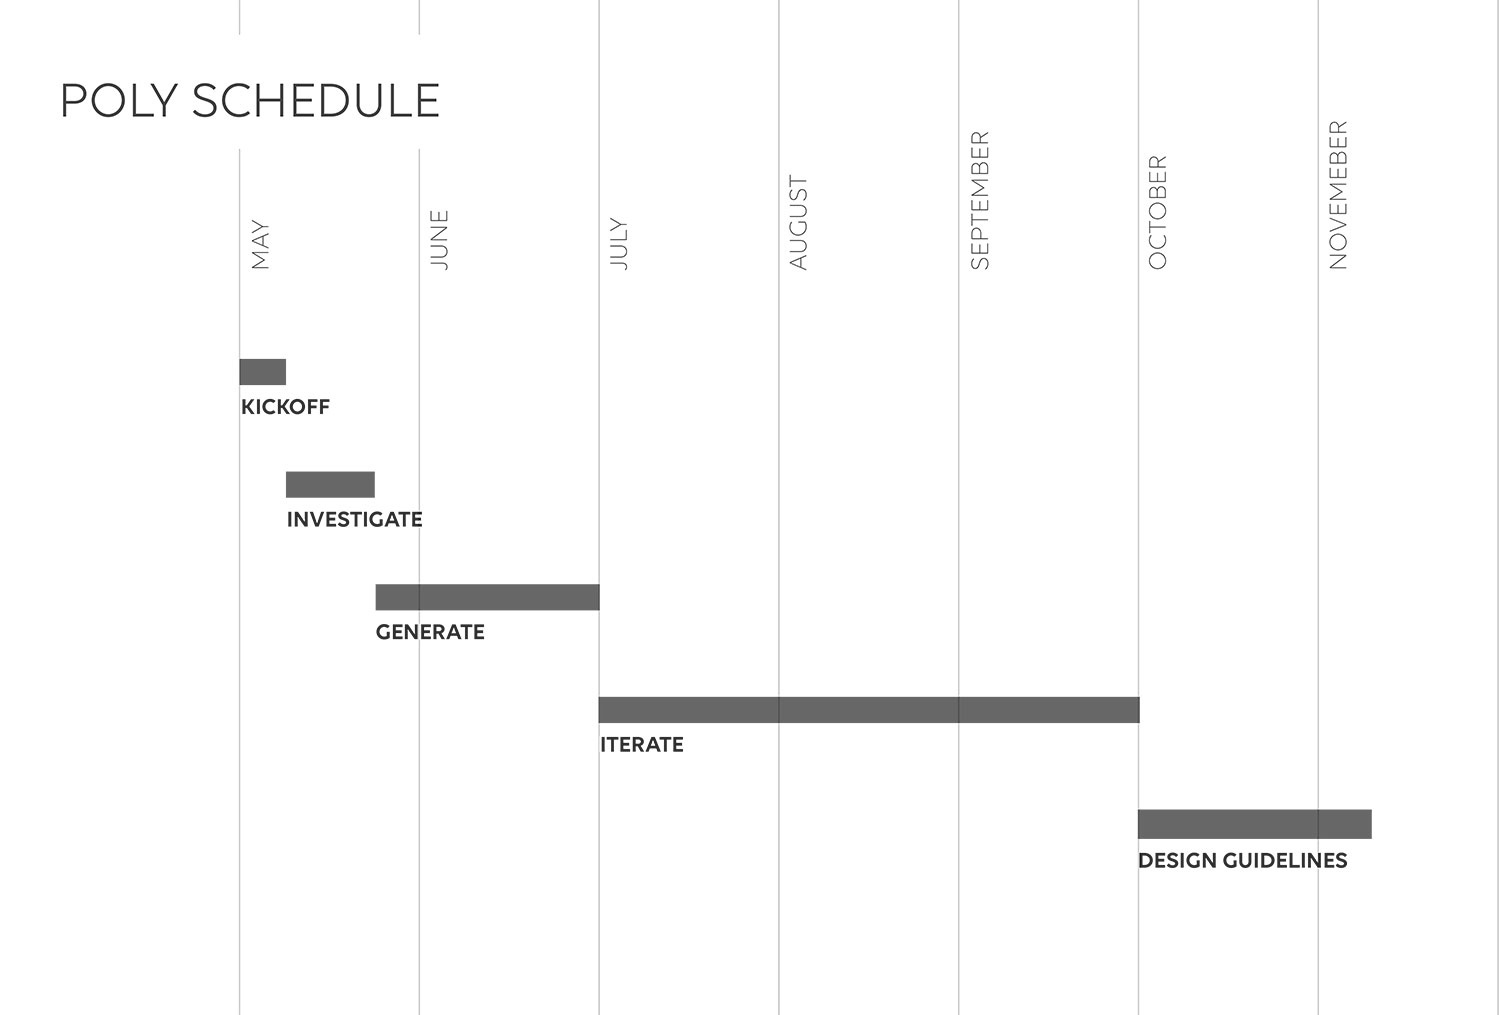 POLY SCHEDULE
MAY
JUNE
JULY
AUGUST
SEPTEMBER
OCTOBER
NOVEMEBER
KICKOFF
INVESTIGATE
GENERATE
ITERATE
DESIGN GUIDELINES